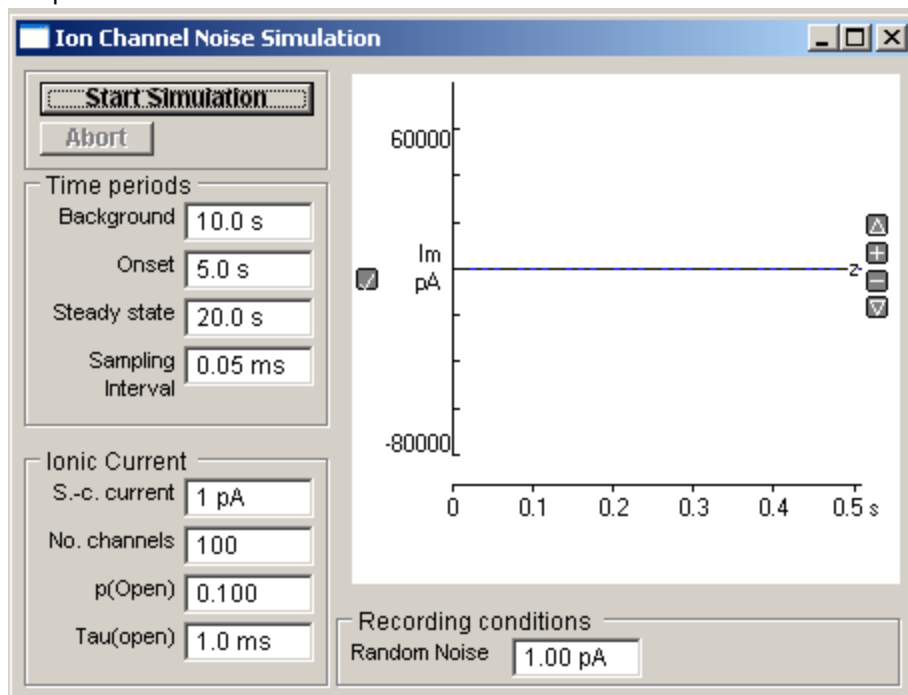 Ion Channel Noise Simulation
Start Simulation
Abort
Time periods
Background 10.0 s
Onset 5.0 s
Steady state 20.0 s
Sampling
Interval 0.05 ms
Ionic Current
S.-c. current 1 pA
No. channels 100
p(Open) 0.100
Tau(open) 1.0 ms
60000
Im
pA
z
-80000
0 0.1 0.2 0.3 0.4 0.5 s
Recording conditions
Random Noise 1.00 pA